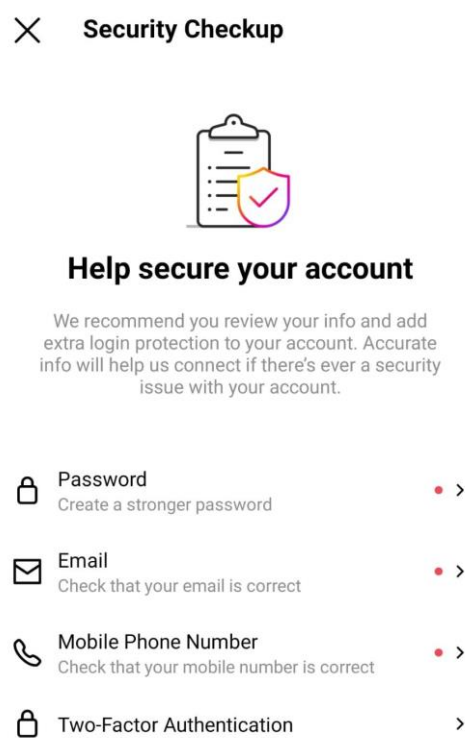 Security Checkup
Help secure your account
We recommend you review your info and add
extra login protection to your account. Accurate
info will help us connect if there's ever a security
issue with your account.
Password
Create a stronger password
Email
Check that your email is correct
Mobile Phone Number
Check that your mobile number is correct
Two-Factor Authentication